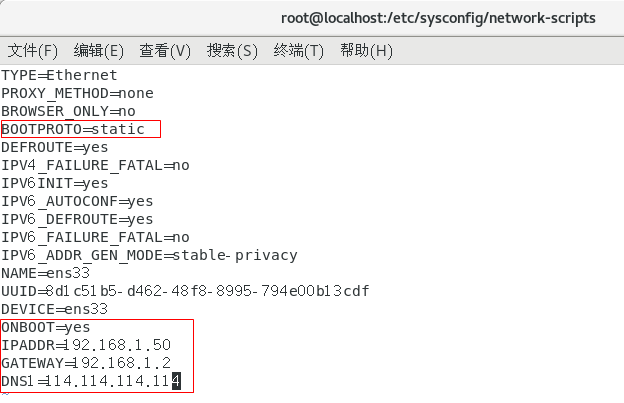 root@localhost:/etc/sysconfig/network-scripts
文件(F) 编辑(E) 查看(V) 搜索(S) 终端(T) 帮助(H)
TYPE=Ethernet
PROXY_METHOD=none
BROWSER_ONLY=no
BOOTPROTO=static
DEFROUTE=yes
IPV4_FAILURE_FATAL=no
IPV6INIT=yes
IPV6_AUTOCONF=yes
IPV6_DEFROUTE=yes
IPV6_FAILURE_FATAL=no
IPV6_ADDR_GEN_MODE=stable-privacy
NAME=ens33
UUID=8d1c51b5-d462-48f8-8995-794e00b13cdf
DEVICE=ens33
ONBOOT=yes
IPADDR=192.168.1.50
GATEWAY=192.168.1.2
DNS1=114.114.114.114
~